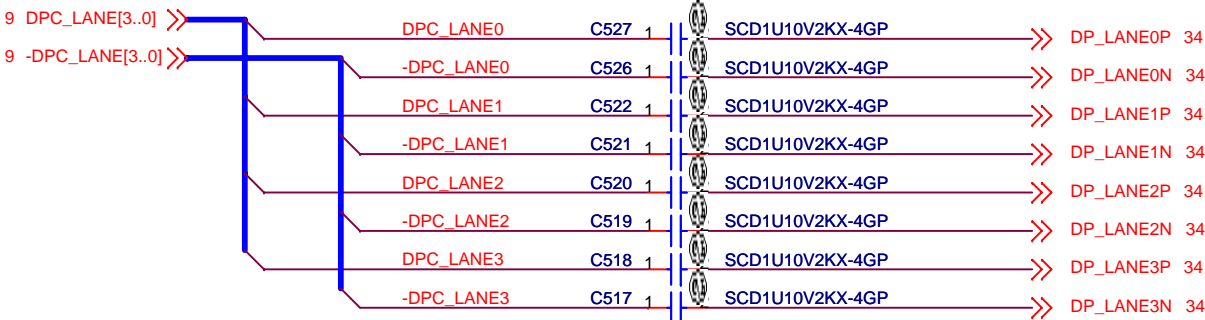 9 DPC_LANE[3..0]
9 -DPC_LANE[3..0]
DPC_LANE0 C527 1 SCD1U10V2KX-4GP DP_LANE0P 34
-DPC_LANE0 C526 1 SCD1U10V2KX-4GP DP_LANE0N 34
DPC_LANE1 C522 1 SCD1U10V2KX-4GP DP_LANE1P 34
-DPC_LANE1 C521 1 SCD1U10V2KX-4GP DP_LANE1N 34
DPC_LANE2 C520 1 SCD1U10V2KX-4GP DP_LANE2P 34
-DPC_LANE2 C519 1 SCD1U10V2KX-4GP DP_LANE2N 34
DPC_LANE3 C518 1 SCD1U10V2KX-4GP DP_LANE3P 34
-DPC_LANE3 C517 1 SCD1U10V2KX-4GP DP_LANE3N 34